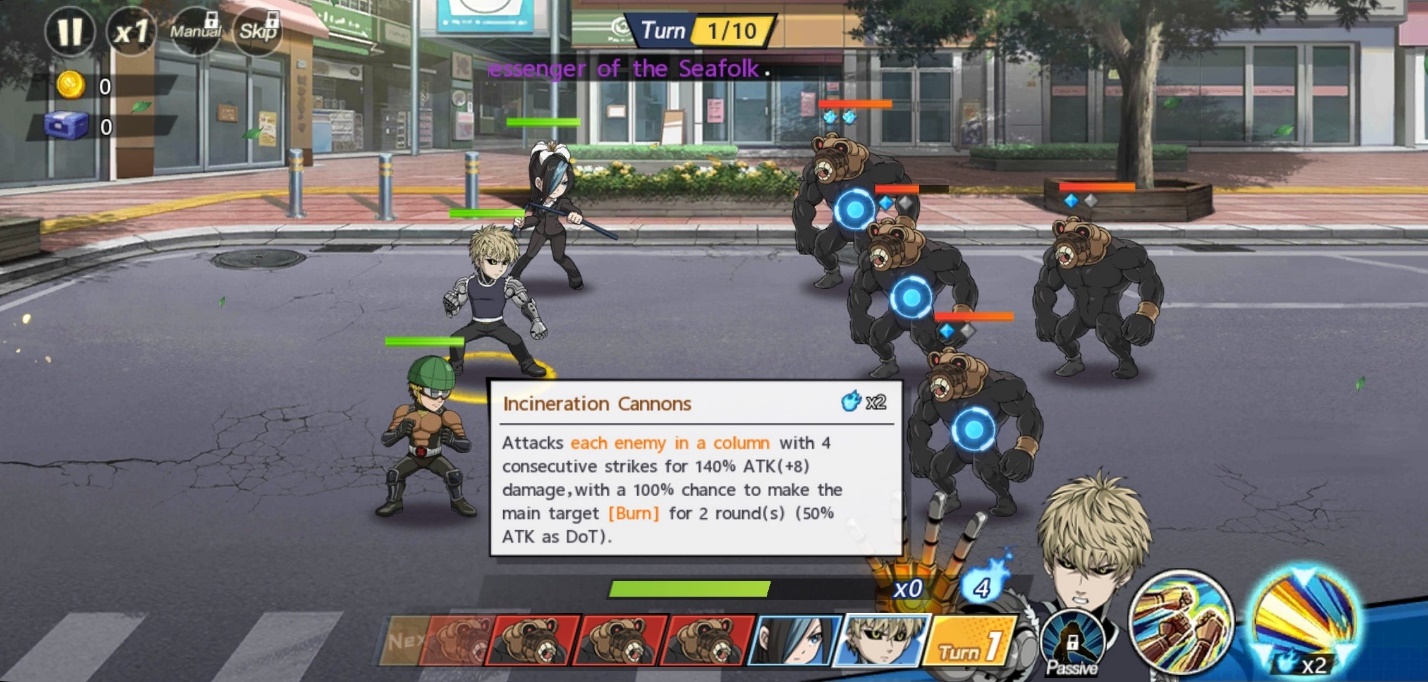 x1
Manual
Skip
Turn 1/10
essenger of the Seafolk.
0
0
Incineration Cannons
x2
Attacks each enemy in a column with 4
consecutive strikes for 140% ATK(+8)
damage,with a 100% chance to make the
main target [Burn] for 2 round(s) (50%
ATK as DoT).
x0
4
Nex
Turn 1
Passive
x2